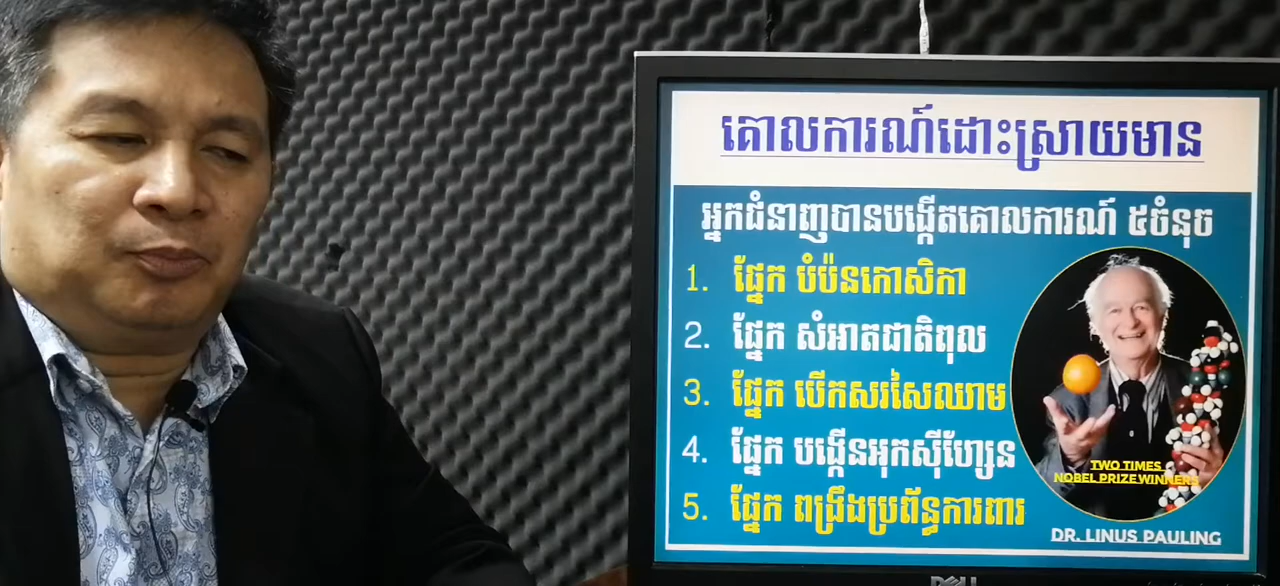 គោលការណ៍ដោះស្រាយមាន
អ្នកជំនាញបានបង្កើតគោលការណ៍ ៥ចំនុច
1. ផ្នែក បំប៉នកោសិកា
2. ផ្នែក សំអាតជាតិពុល
3. ផ្នែក បើកសរសៃឈាម
4. ផ្នែក បង្កើនអុកស៊ីហ្សែន
5. ផ្នែក ពង្រឹងប្រព័ន្ធការពារ
TWO TIMES
NOBEL PRIZE WINNERS
DR. LINUS PAULING
DELL